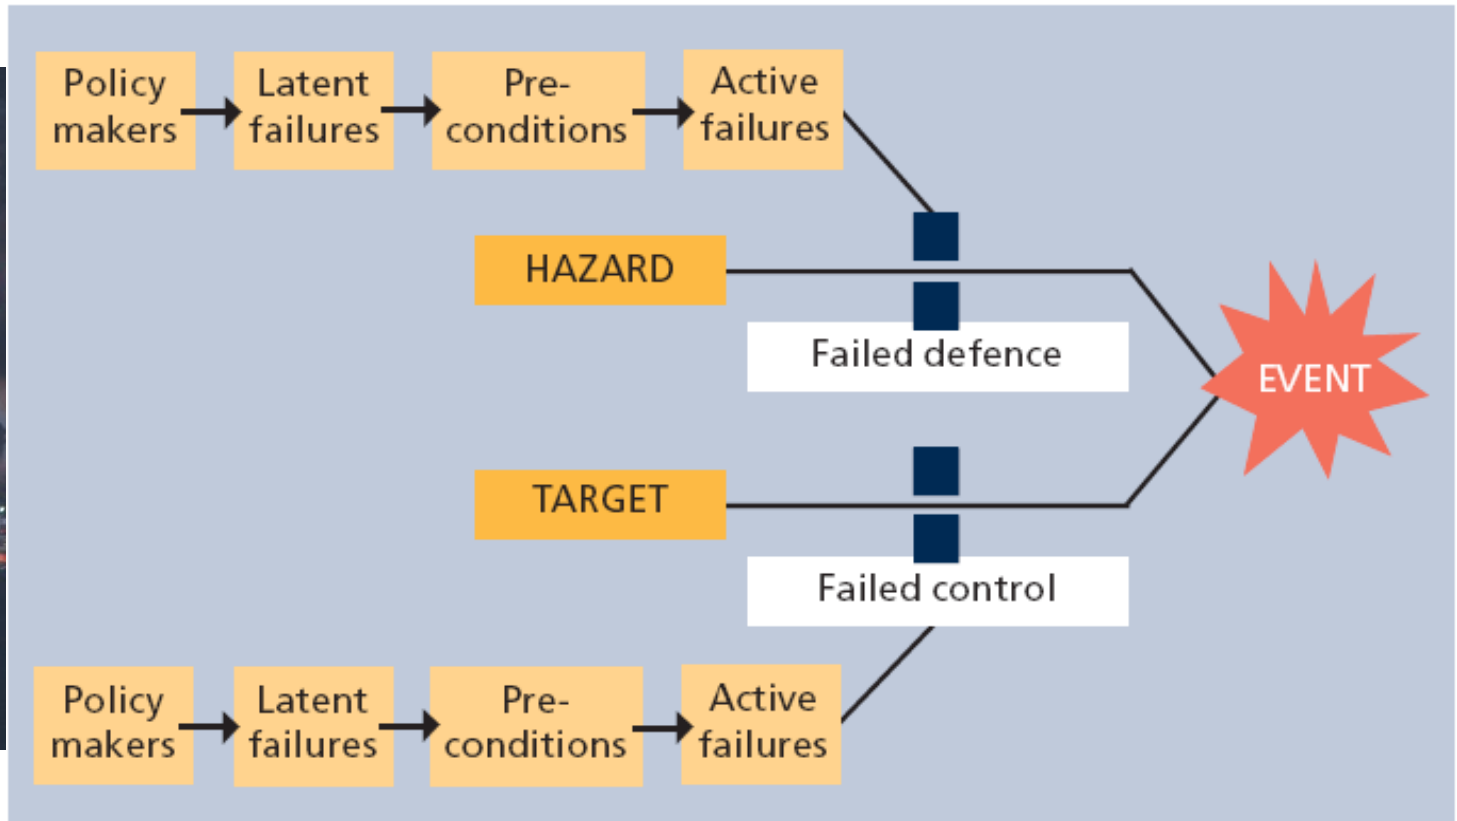 Policy
makers
Latent
failures
Pre-
conditions
Active
failures
HAZARD
Failed defence
EVENT
TARGET
Failed control
Policy
makers
Latent
failures
Pre-
conditions
Active
failures